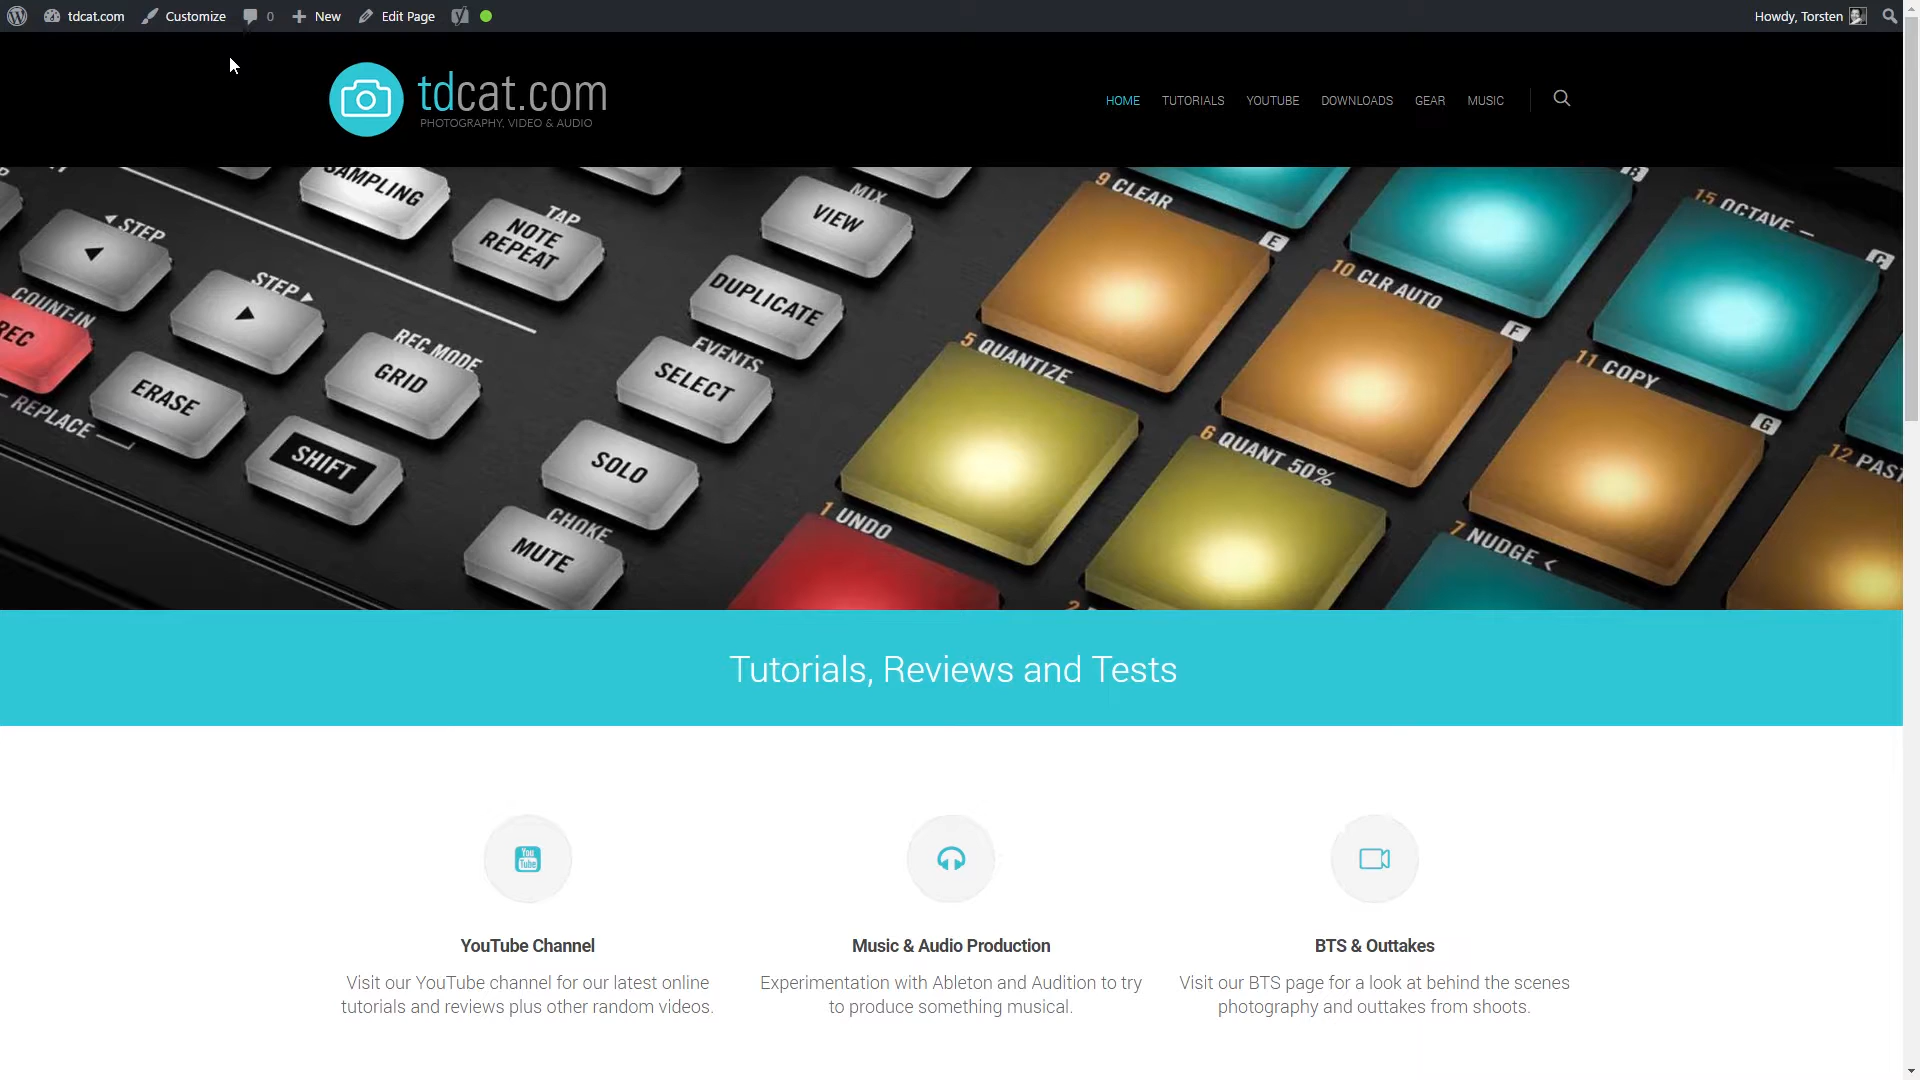 tdcat.com Customize 0 New Edit Page Howdy, Torsten
tdcat.com
PHOTOGRAPHY, VIDEO & AUDIO
HOME TUTORIALS YOUTUBE DOWNLOADS GEAR MUSIC
SAMPLING
◄ STEP
TAP
NOTE
REPEAT
MIX
VIEW
STEP ►
DUPLICATE
COUNT-IN
REC
REC MODE
GRID
EVENTS
SELECT
ERASE
REPLACE
SHIFT
SOLO
CHOKE
MUTE
9 CLEAR
E
15 OCTAVE –
G
10 CLR AUTO
F
5 QUANTIZE
11 COPY
G
6 QUANT 50%
1 UNDO
7 NUDGE <
Tutorials, Reviews and Tests
You
Tube
YouTube Channel
Visit our YouTube channel for our latest online
tutorials and reviews plus other random videos.
Music & Audio Production
Experimentation with Ableton and Audition to try
to produce something musical.
BTS & Outtakes
Visit our BTS page for a look at behind the scenes
photography and outtakes from shoots.